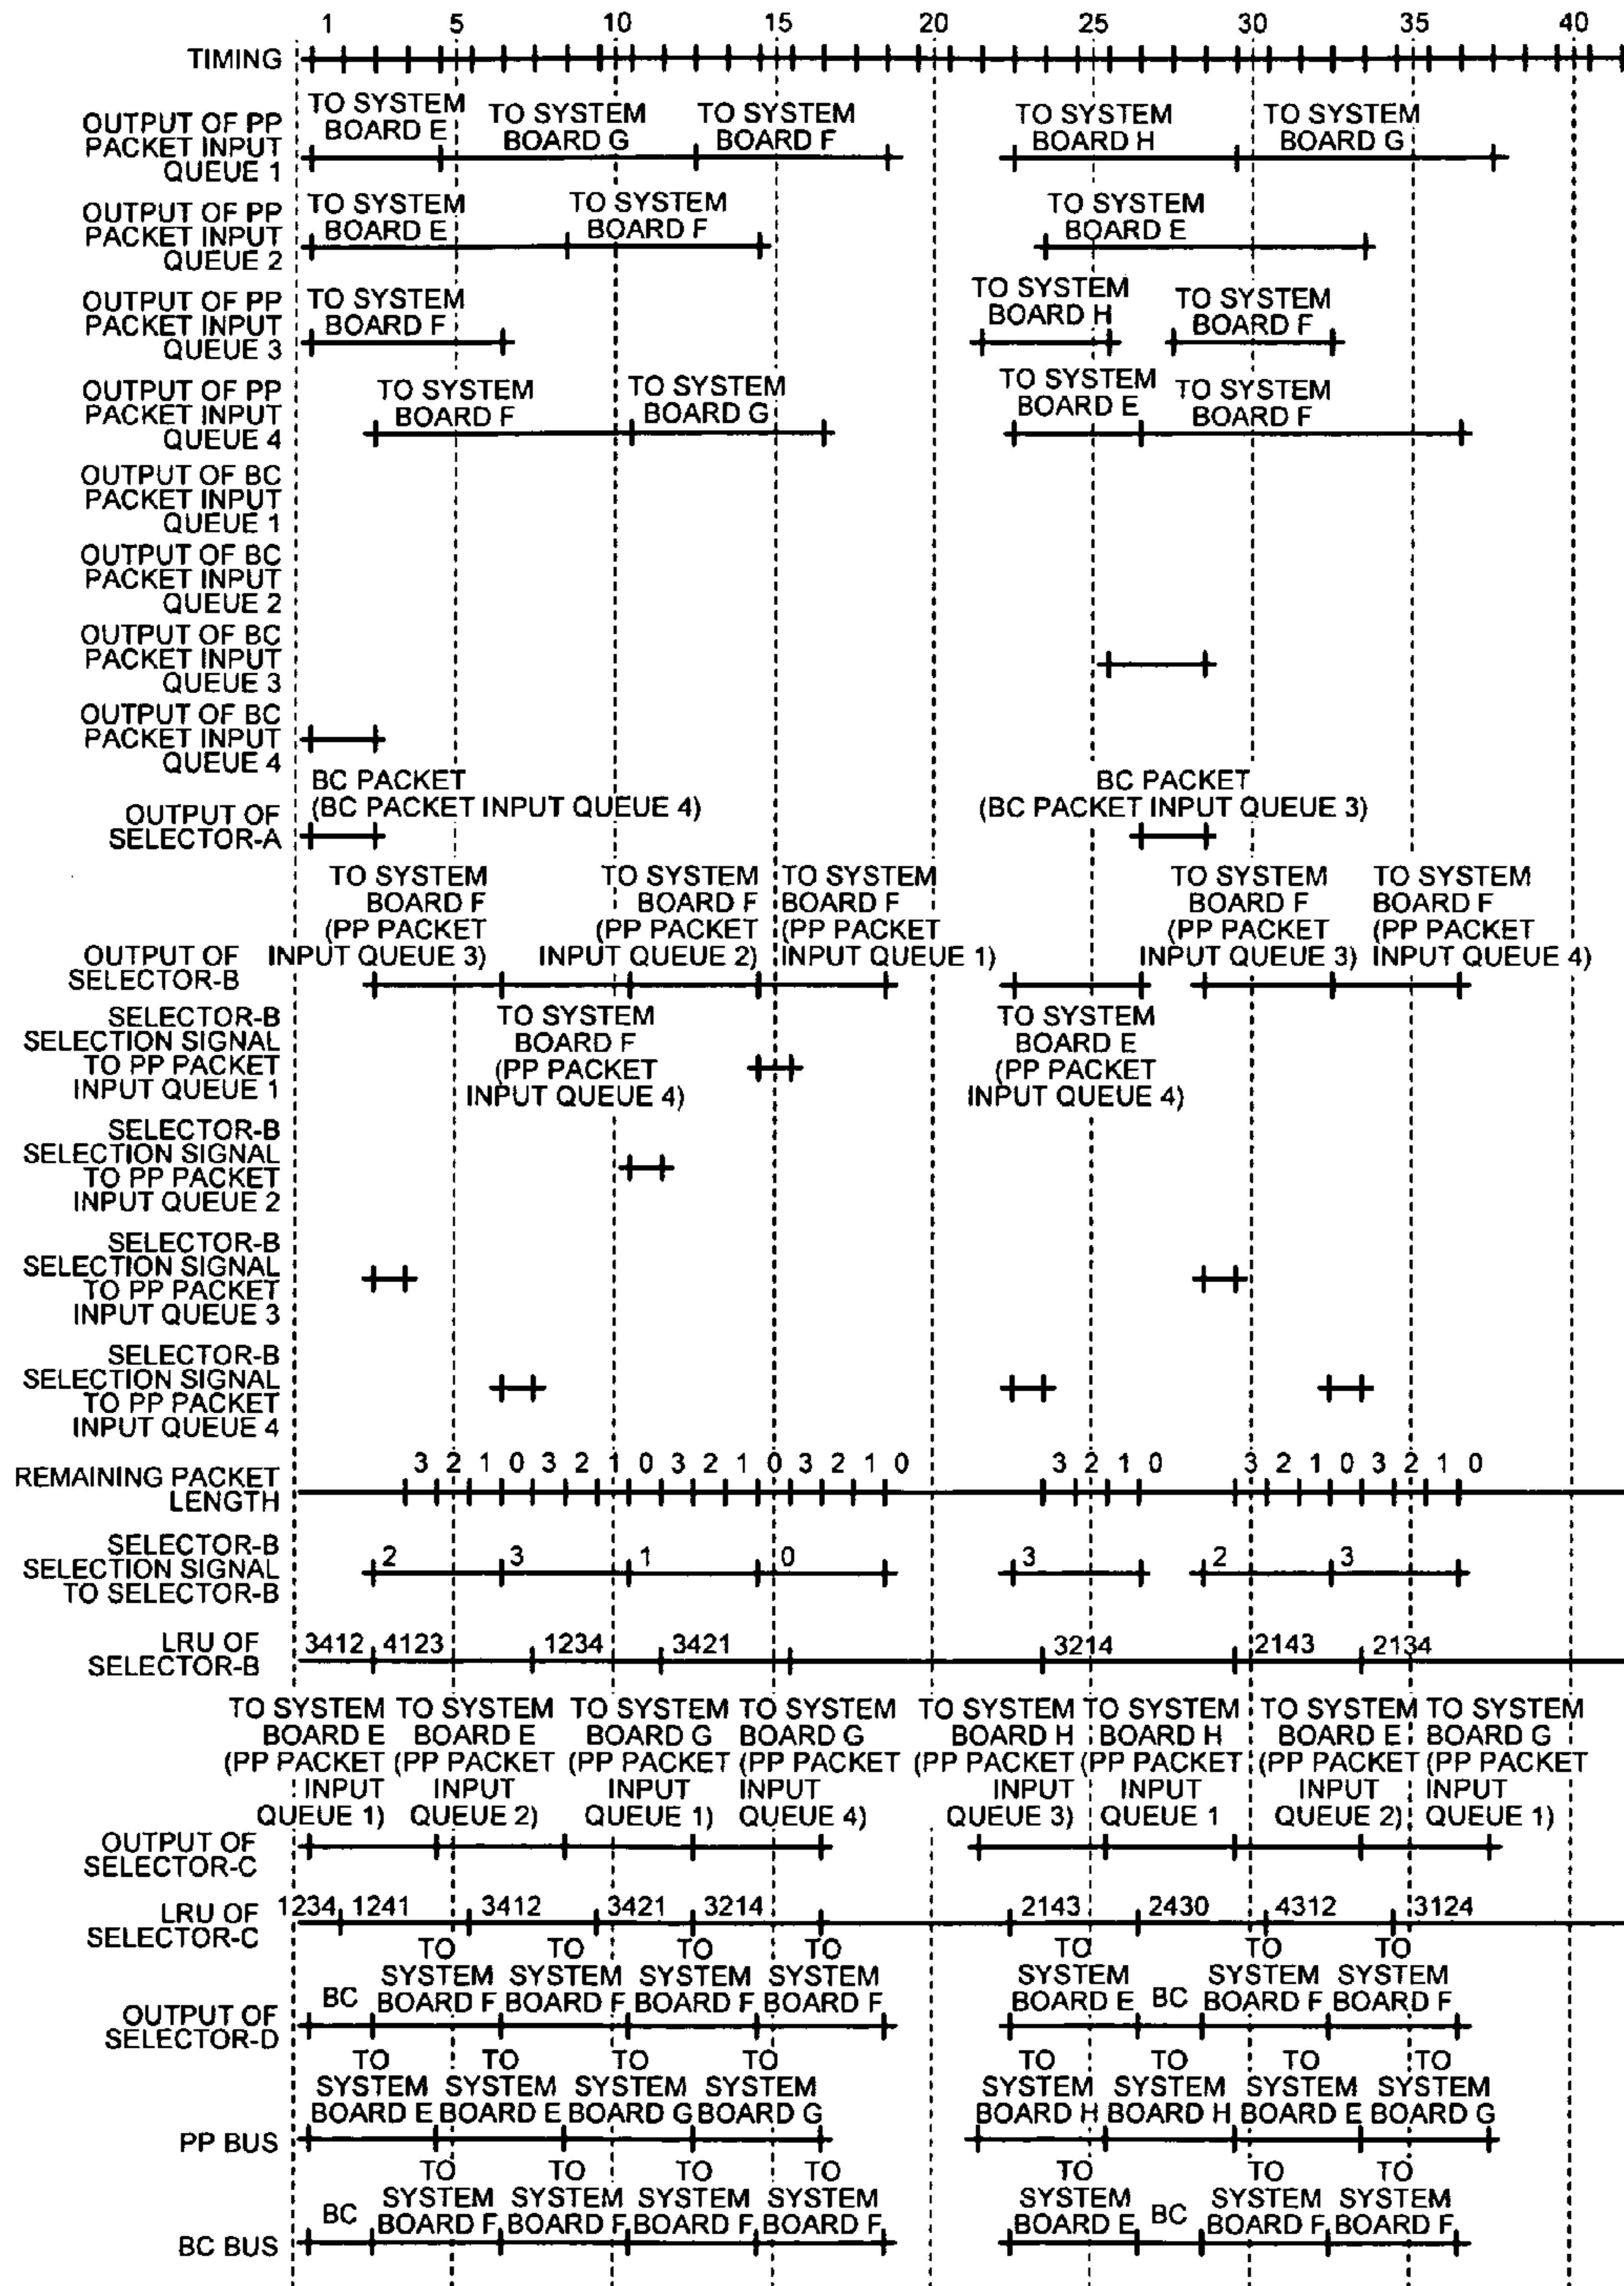 1 5 10 15 20 25 30 35 40
TIMING
TO SYSTEM BOARD E
TO SYSTEM BOARD G
TO SYSTEM BOARD F
TO SYSTEM BOARD H
TO SYSTEM BOARD G
OUTPUT OF PP
PACKET INPUT
QUEUE 1
TO SYSTEM BOARD E
TO SYSTEM BOARD F
TO SYSTEM BOARD E
OUTPUT OF PP
PACKET INPUT
QUEUE 2
TO SYSTEM BOARD F
TO SYSTEM BOARD H
TO SYSTEM BOARD F
OUTPUT OF PP
PACKET INPUT
QUEUE 3
TO SYSTEM BOARD F
TO SYSTEM BOARD G
TO SYSTEM BOARD E
TO SYSTEM BOARD F
OUTPUT OF PP
PACKET INPUT
QUEUE 4
OUTPUT OF BC
PACKET INPUT
QUEUE 1
OUTPUT OF BC
PACKET INPUT
QUEUE 2
OUTPUT OF BC
PACKET INPUT
QUEUE 3
OUTPUT OF BC
PACKET INPUT
QUEUE 4
BC PACKET
(BC PACKET INPUT QUEUE 4)
BC PACKET
(BC PACKET INPUT QUEUE 3)
OUTPUT OF
SELECTOR-A
TO SYSTEM
BOARD F
(PP PACKET
INPUT QUEUE 3)
TO SYSTEM
BOARD F
(PP PACKET
INPUT QUEUE 2)
TO SYSTEM
BOARD F
(PP PACKET
INPUT QUEUE 1)
TO SYSTEM
BOARD F
(PP PACKET
INPUT QUEUE 3)
TO SYSTEM
BOARD F
(PP PACKET
INPUT QUEUE 4)
OUTPUT OF
SELECTOR-B
TO SYSTEM
BOARD F
(PP PACKET
INPUT QUEUE 4)
TO SYSTEM
BOARD E
(PP PACKET
INPUT QUEUE 4)
SELECTOR-B
SELECTION SIGNAL
TO PP PACKET
INPUT QUEUE 1
SELECTOR-B
SELECTION SIGNAL
TO PP PACKET
INPUT QUEUE 2
SELECTOR-B
SELECTION SIGNAL
TO PP PACKET
INPUT QUEUE 3
SELECTOR-B
SELECTION SIGNAL
TO PP PACKET
INPUT QUEUE 4
3 2 1 0 3 2 1 0 3 2 1 0 3 2 1 0 3 2 1 0 3 2 1 0 3 2 1 0
REMAINING PACKET
LENGTH
SELECTOR-B
SELECTION SIGNAL
TO SELECTOR-B
2 3 1 0 3 2 3
LRU OF
SELECTOR-B
3412 4123 1234 3421 3214 2143 2134
TO SYSTEM
BOARD E
(PP PACKET
INPUT
QUEUE 1)
TO SYSTEM
BOARD E
(PP PACKET
INPUT
QUEUE 2)
TO SYSTEM
BOARD G
(PP PACKET
INPUT
QUEUE 1)
TO SYSTEM
BOARD G
(PP PACKET
INPUT
QUEUE 4)
TO SYSTEM
BOARD H
(PP PACKET
INPUT
QUEUE 3)
TO SYSTEM
BOARD H
(PP PACKET
INPUT
QUEUE 1
TO SYSTEM
BOARD E
(PP PACKET
INPUT
QUEUE 2)
TO SYSTEM
BOARD G
(PP PACKET
INPUT
QUEUE 1)
OUTPUT OF
SELECTOR-C
1234 1241 3412 3421 3214 2143 2430 4312 3124
LRU OF
SELECTOR-C
BC
TO
SYSTEM
BOARD F
TO
SYSTEM
BOARD F
TO
SYSTEM
BOARD F
TO
SYSTEM
BOARD F
TO
SYSTEM
BOARD E
BC
TO
SYSTEM
BOARD F
TO
SYSTEM
BOARD F
OUTPUT OF
SELECTOR-D
TO
SYSTEM
BOARD E
TO
SYSTEM
BOARD E
TO
SYSTEM
BOARD G
TO
SYSTEM
BOARD G
TO
SYSTEM
BOARD H
TO
SYSTEM
BOARD H
TO
SYSTEM
BOARD E
TO
SYSTEM
BOARD G
PP BUS
BC
TO
SYSTEM
BOARD F
TO
SYSTEM
BOARD F
TO
SYSTEM
BOARD F
TO
SYSTEM
BOARD F
TO
SYSTEM
BOARD E
BC
TO
SYSTEM
BOARD F
TO
SYSTEM
BOARD F
BC BUS